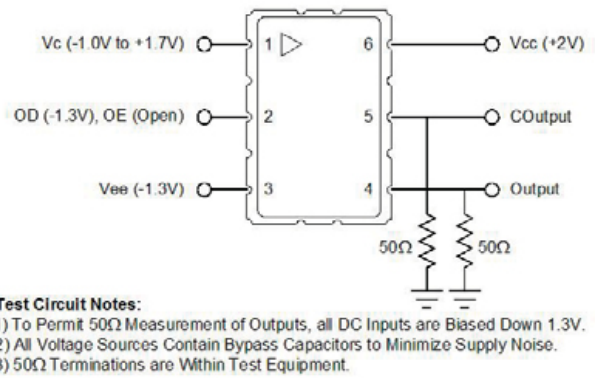 Vc (-1.0V to +1.7V)
1
6
Vcc (+2V)
OD (-1.3V), OE (Open)
2
5
COutput
Vee (-1.3V)
3
4
Output
50Ω
50Ω
Test Circuit Notes:
1) To Permit 50Ω Measurement of Outputs, all DC Inputs are Biased Down 1.3V.
2) All Voltage Sources Contain Bypass Capacitors to Minimize Supply Noise.
3) 50Ω Terminations are Within Test Equipment.